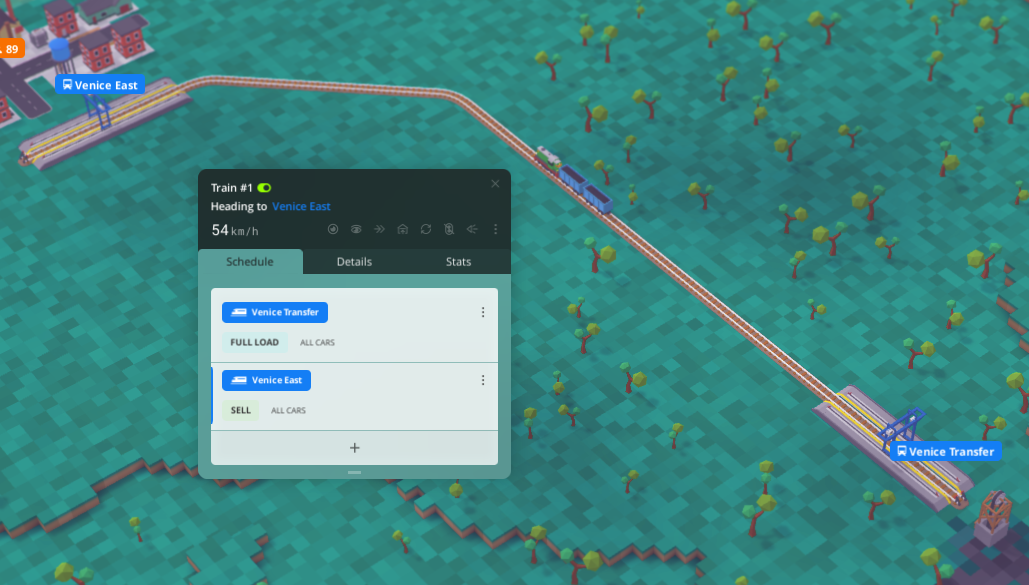 89
Venice East
Train #1
Heading to Venice East
54 km/h
Schedule
Details
Stats
Venice Transfer
FULL LOAD
ALL CARS
Venice East
SELL
ALL CARS
+
Venice Transfer